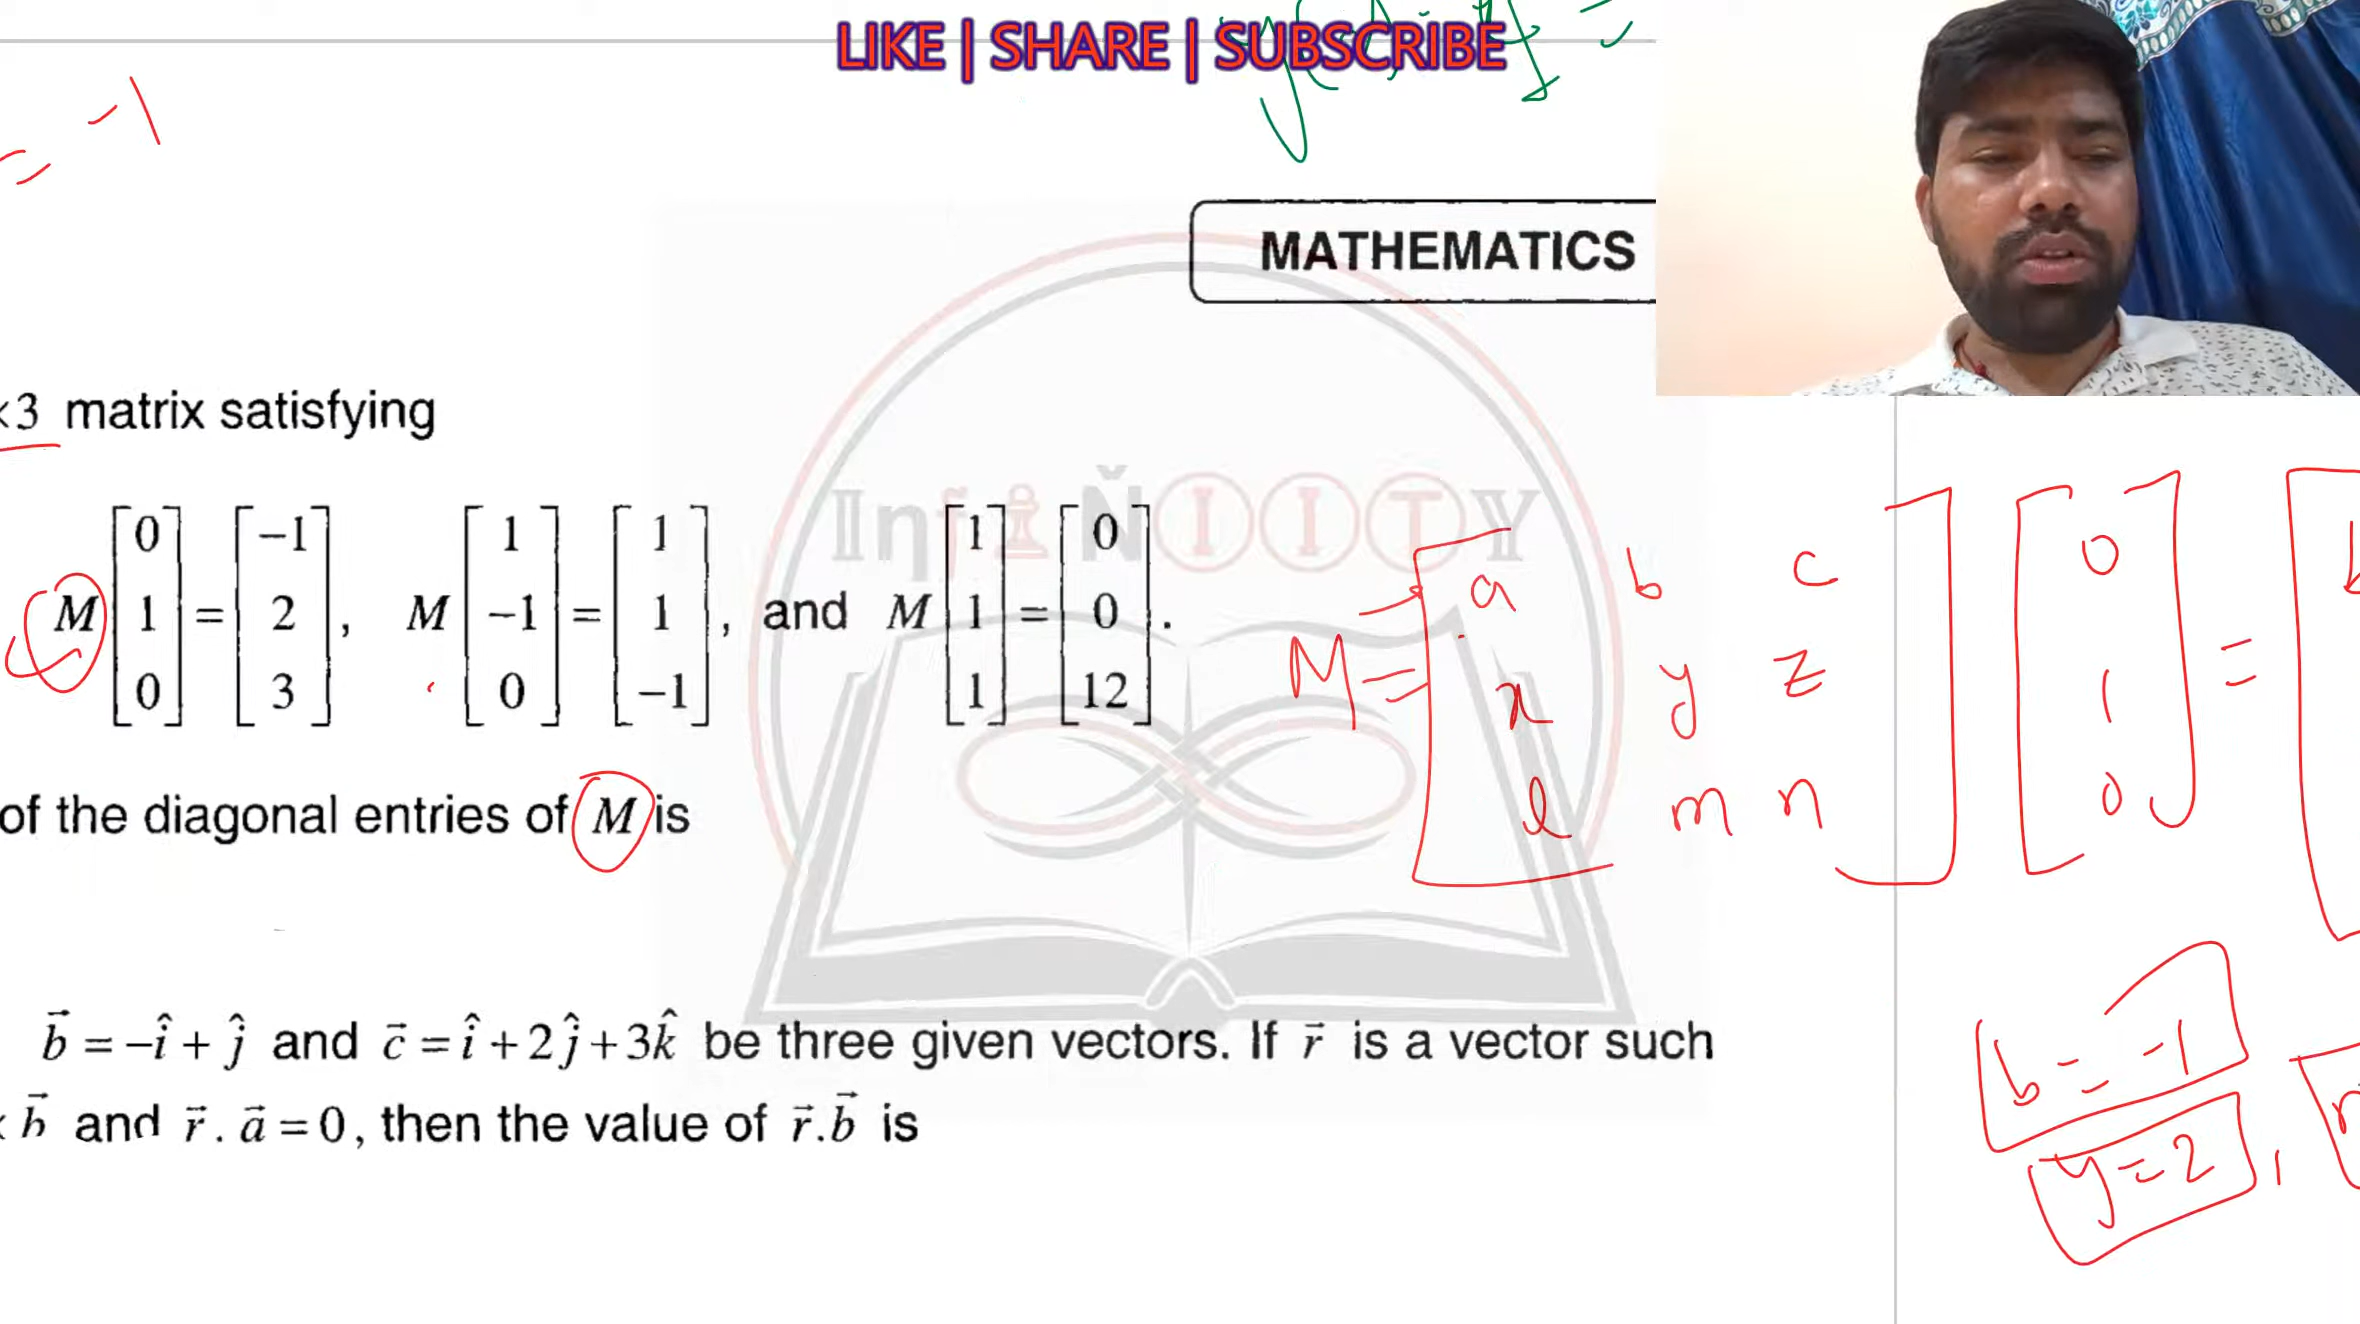 LIKE | SHARE | SUBSCRIBE
= -1
MATHEMATICS
×3 matrix satisfying
InfiŇIITY
M [0 1 0] = [−1 2 3], M [1 −1 0] = [1 1 −1], and M [1 1 1] = [0 0 12].
M = [a b c x y z l m n] [0 1 0] = [
of the diagonal entries of M is
b⃗ = −î + ĵ and c⃗ = î + 2ĵ + 3k̂ be three given vectors. If r⃗ is a vector such
× b⃗ and r⃗ . a⃗ = 0, then the value of r⃗.b⃗ is
b = -1
y = 2,